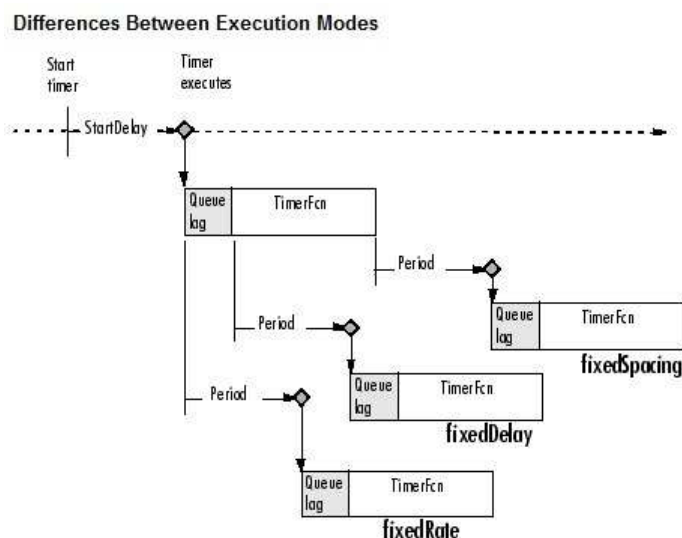 Differences Between Execution Modes
Start
timer
Timer
executes
StartDelay
Queue
lag
TimerFcn
Period
Queue
lag
TimerFcn
fixedSpacing
Period
Queue
lag
TimerFcn
fixedDelay
Period
Queue
lag
TimerFcn
fixedRate